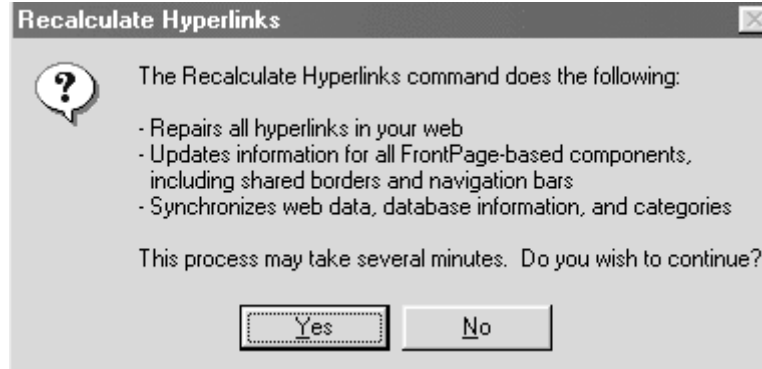 Recalculate Hyperlinks
The Recalculate Hyperlinks command does the following:
- Repairs all hyperlinks in your web
- Updates information for all FrontPage-based components,
including shared borders and navigation bars
- Synchronizes web data, database information, and categories
This process may take several minutes. Do you wish to continue?
Yes
No